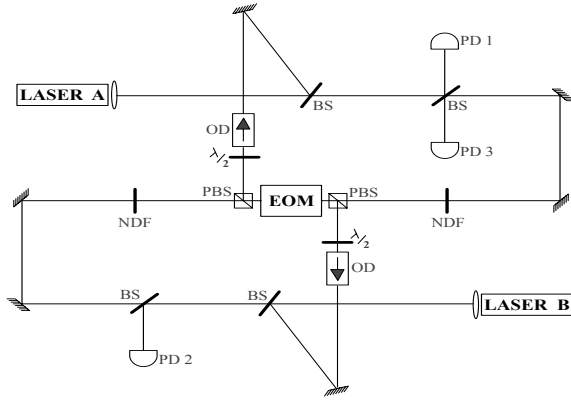 PD 1
LASER A
BS
BS
OD
PD 3
λ/2
PBS
EOM
PBS
NDF
NDF
λ/2
OD
BS
BS
LASER B
PD 2